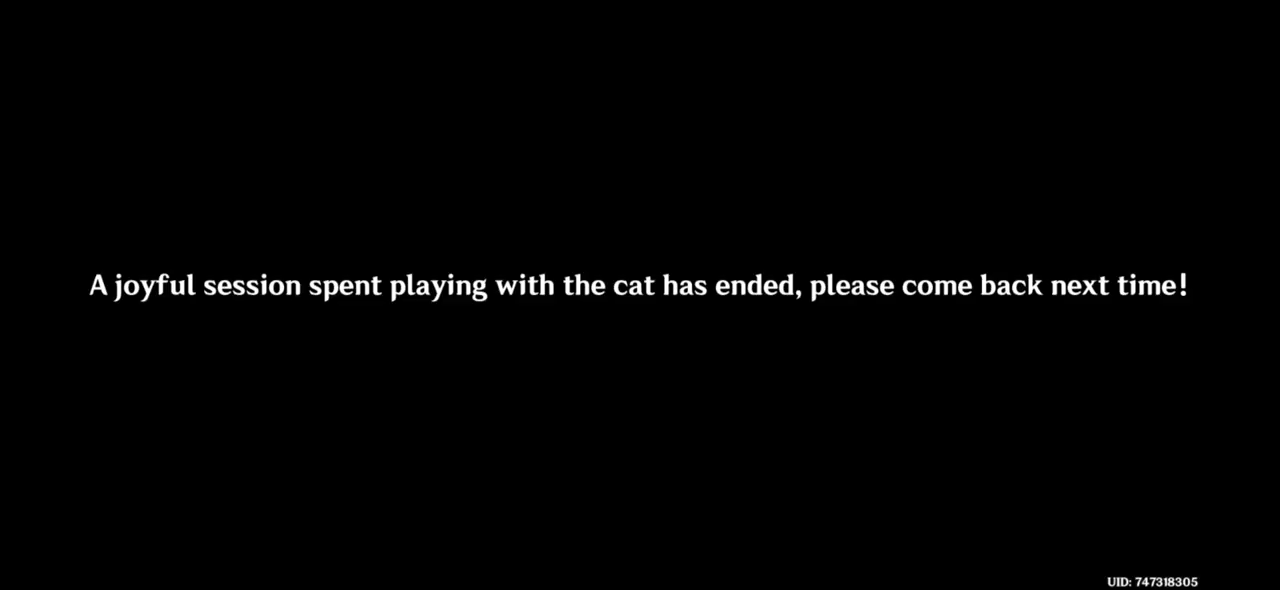 A joyful session spent playing with the cat has ended, please come back next time!
UID: 747318305